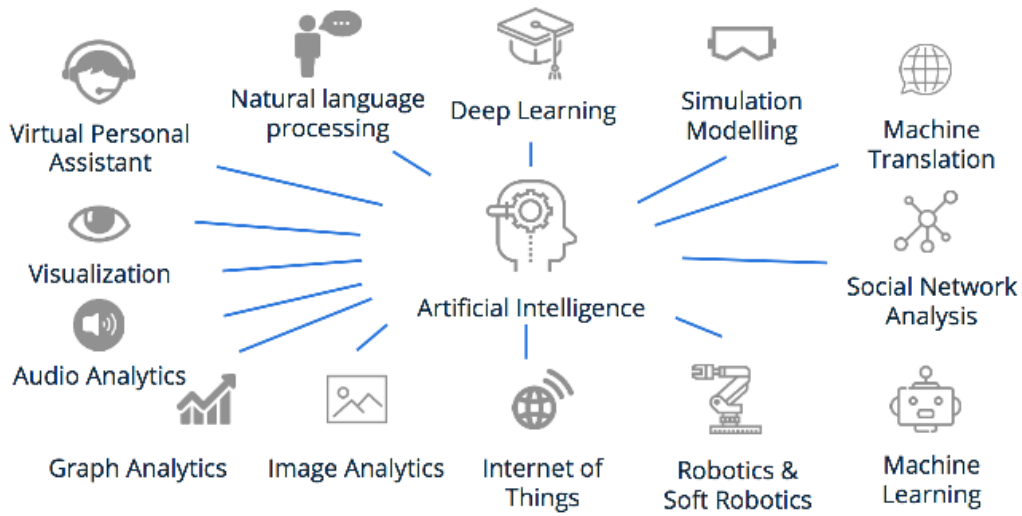 Virtual Personal
Assistant
Natural language
processing
Deep Learning
Simulation
Modelling
Machine
Translation
Visualization
Artificial Intelligence
Social Network
Analysis
Audio Analytics
Graph Analytics
Image Analytics
Internet of
Things
Robotics &
Soft Robotics
Machine
Learning